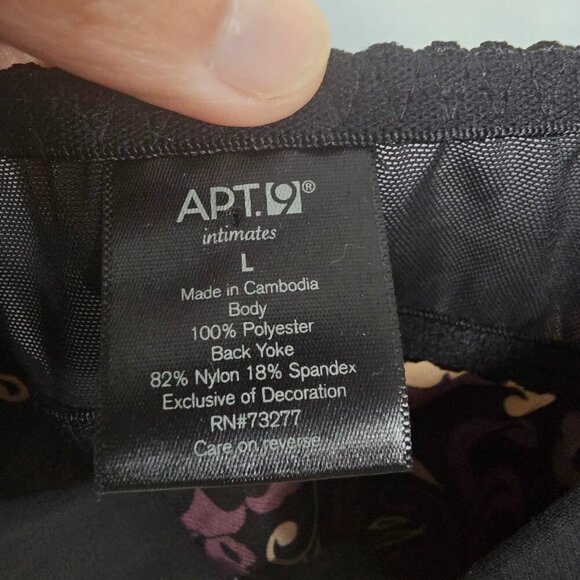 APT.9®
intimates
L
Made in Cambodia
Body
100% Polyester
Back Yoke
82% Nylon 18% Spandex
Exclusive of Decoration
RN#73277
Care on reverse